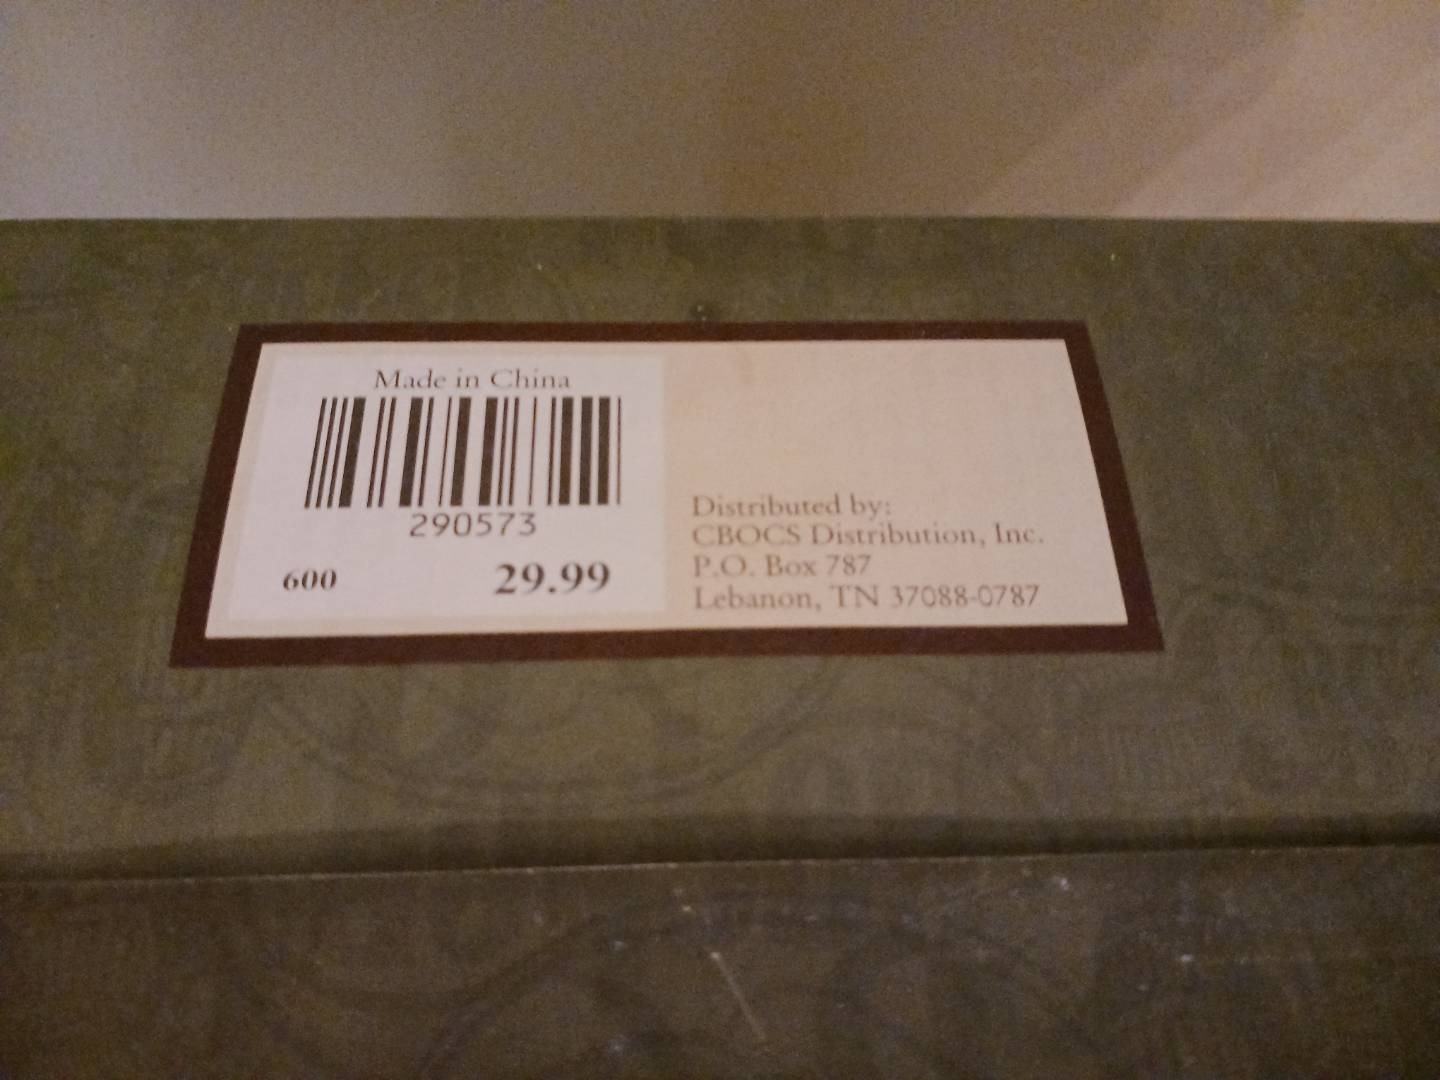 Made in China
290573
600 29.99
Distributed by:
CBOCS Distribution, Inc.
P.O. Box 787
Lebanon, TN 37088-0787